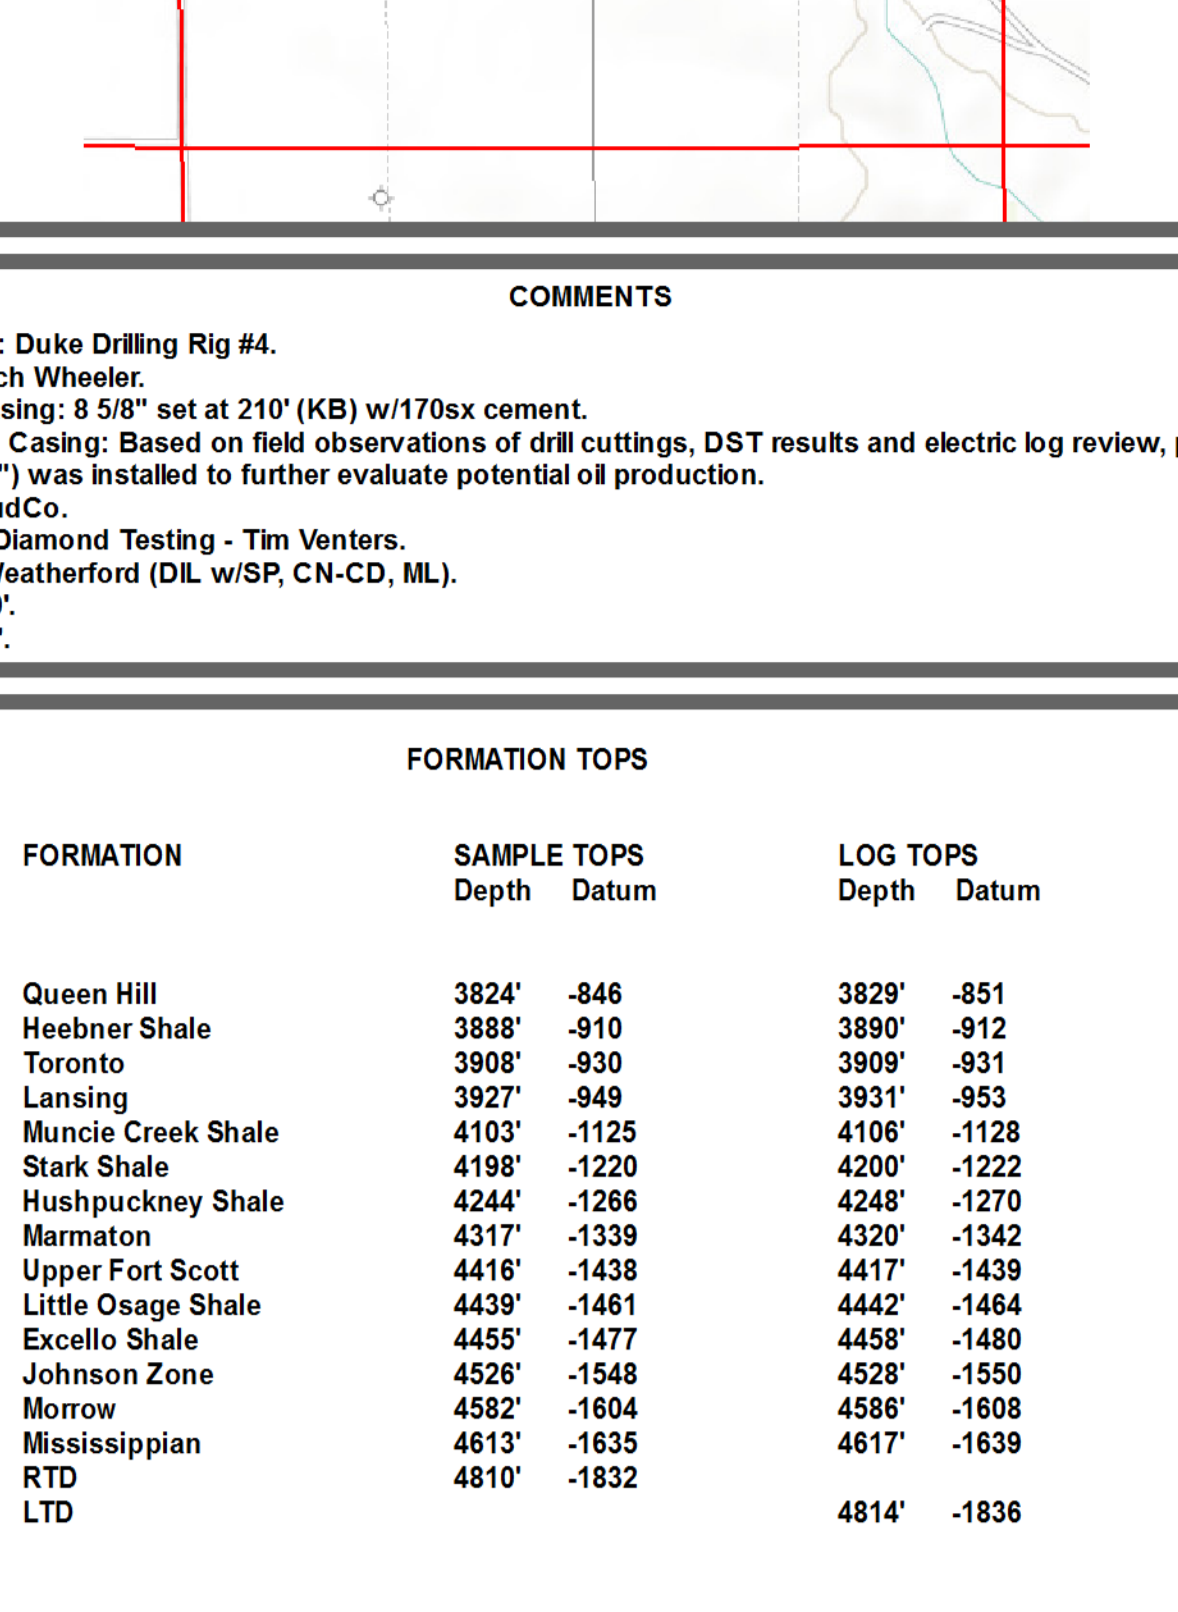 COMMENTS
: Duke Drilling Rig #4.
ch Wheeler.
sing: 8 5/8" set at 210' (KB) w/170sx cement.
Casing: Based on field observations of drill cuttings, DST results and electric log review, p
") was installed to further evaluate potential oil production.
udCo.
Diamond Testing - Tim Venters.
Weatherford (DIL w/SP, CN-CD, ML).
'.
'.
FORMATION TOPS
FORMATION SAMPLE TOPS LOG TOPS
Depth Datum Depth Datum
Queen Hill 3824' -846 3829' -851
Heebner Shale 3888' -910 3890' -912
Toronto 3908' -930 3909' -931
Lansing 3927' -949 3931' -953
Muncie Creek Shale 4103' -1125 4106' -1128
Stark Shale 4198' -1220 4200' -1222
Hushpuckney Shale 4244' -1266 4248' -1270
Marmaton 4317' -1339 4320' -1342
Upper Fort Scott 4416' -1438 4417' -1439
Little Osage Shale 4439' -1461 4442' -1464
Excello Shale 4455' -1477 4458' -1480
Johnson Zone 4526' -1548 4528' -1550
Morrow 4582' -1604 4586' -1608
Mississippian 4613' -1635 4617' -1639
RTD 4810' -1832
LTD 4814' -1836